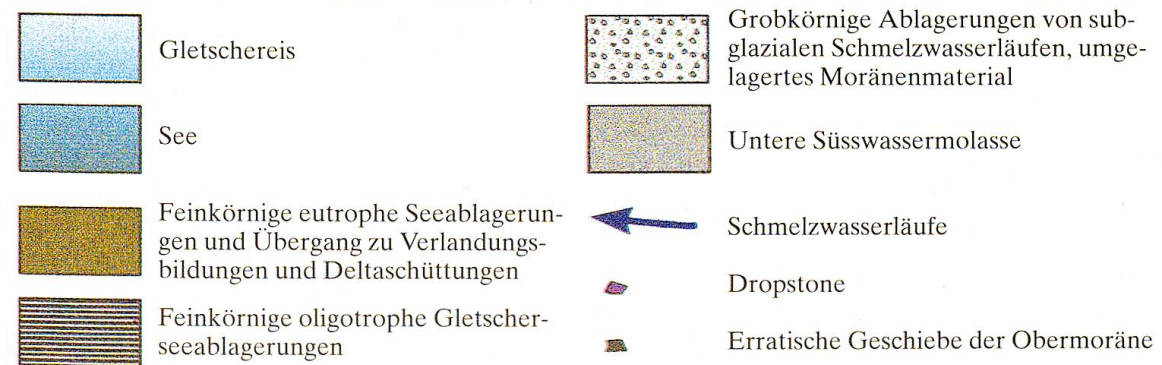 Gletschereis
See
Feinkörnige eutrophe Seeablagerun-
gen und Übergang zu Verlandungs-
bildungen und Deltaschüttungen
Feinkörnige oligotrophe Gletscher-
seeablagerungen
Grobkörnige Ablagerungen von sub-
glazialen Schmelzwasserläufen, umge-
lagertes Moränenmaterial
Untere Süsswassermolasse
Schmelzwasserläufe
Dropstone
Erratische Geschiebe der Obermoräne